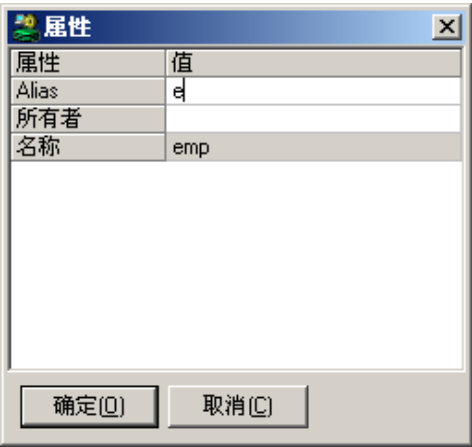 属性
属性 值
Alias e
所有者
名称 emp
确定(O) 取消(C)